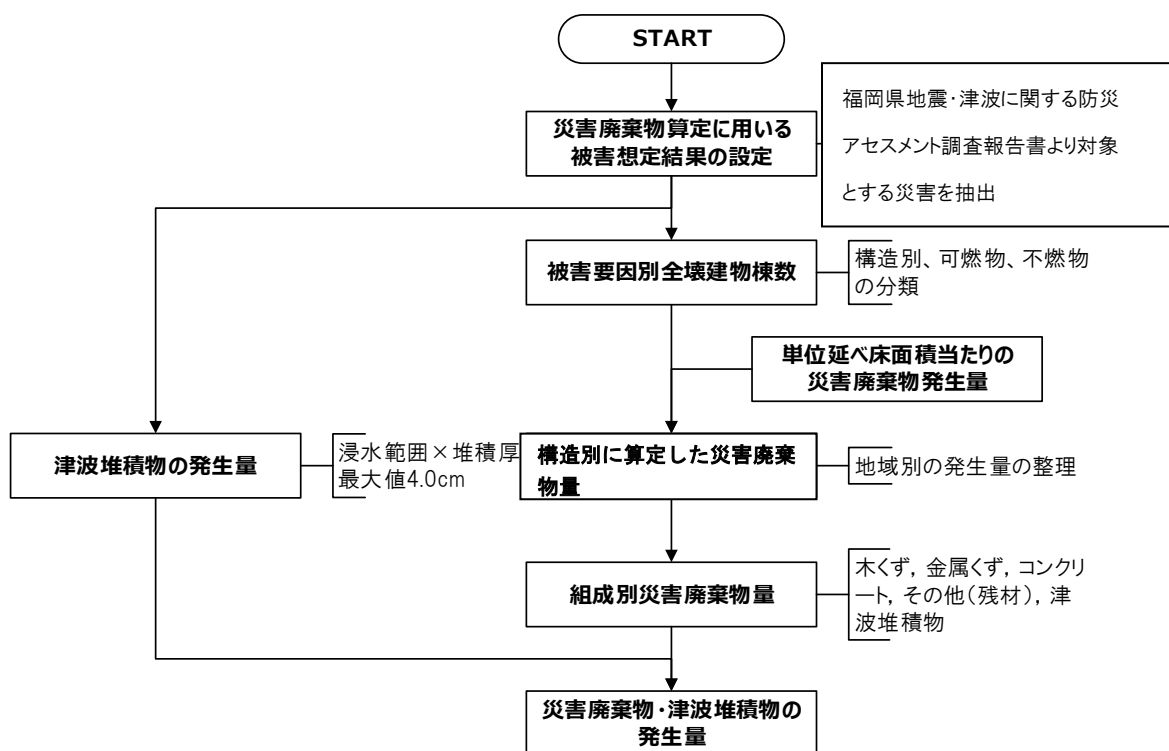 START
災害廃棄物算定に用いる
被害想定結果の設定
福岡県地震・津波に関する防災
アセスメント調査報告書より対象
とする災害を抽出
被害要因別全壊建物棟数
構造別、可燃物、不燃物
の分類
単位延べ床面積当たりの
災害廃棄物発生量
津波堆積物の発生量
浸水範囲×堆積厚
最大値4.0cm
構造別に算定した災害廃棄
物量
地域別の発生量の整理
組成別災害廃棄物量
木くず, 金属くず, コンクリ
ート, その他(残材), 津
波堆積物
災害廃棄物・津波堆積物の
発生量